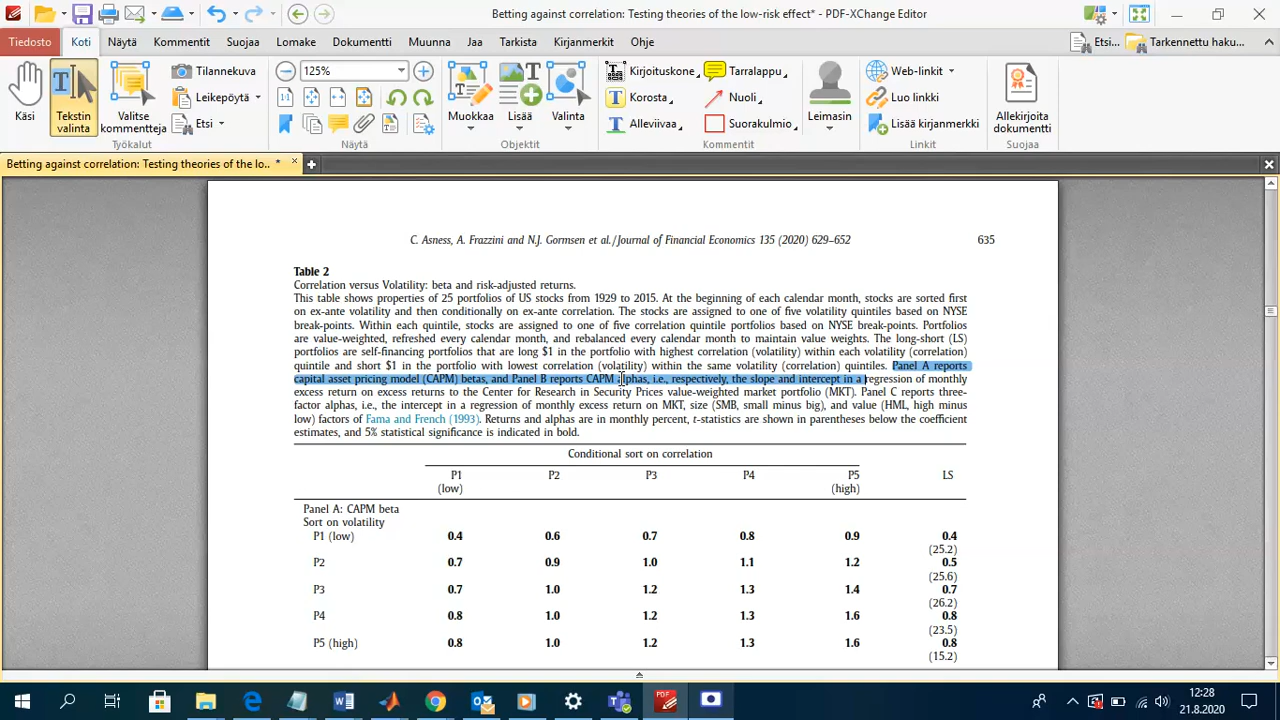 Betting against correlation: Testing theories of the low-risk effect* - PDF-XChange Editor
Tiedosto Koti Näytä Kommentit Suojaa Lomake Dokumentti Muunna Jaa Tarkista Kirjanmerkit Ohje Etsi... Tarkennettu haku...
Käsi
Tekstin valinta
Valitse kommentteja
Tilannekuva
Leikepöytä
Etsi
Työkalut
125%
Näytä
Muokkaa
Lisää
Valinta
Objektit
Kirjoituskone
Korosta
Alleviivaa
Tarralappu
Nuoli
Suorakulmio
Kommentit
Leimasin
Web-linkit
Luo linkki
Lisää kirjanmerkki
Linkit
Allekirjoita dokumentti
Suojaa
Betting against correlation: Testing theories of the lo.. *
C. Asness, A. Frazzini and N.J. Gormsen et al. / Journal of Financial Economics 135 (2020) 629–652 635
Table 2
Correlation versus Volatility: beta and risk-adjusted returns.
This table shows properties of 25 portfolios of US stocks from 1929 to 2015. At the beginning of each calendar month, stocks are sorted first
on ex-ante volatility and then conditionally on ex-ante correlation. The stocks are assigned to one of five volatility quintiles based on NYSE
break-points. Within each quintile, stocks are assigned to one of five correlation quintile portfolios based on NYSE break-points. Portfolios
are value-weighted, refreshed every calendar month, and rebalanced every calendar month to maintain value weights. The long-short (LS)
portfolios are self-financing portfolios that are long $1 in the portfolio with highest correlation (volatility) within each volatility (correlation)
quintile and short $1 in the portfolio with lowest correlation (volatility) within the same volatility (correlation) quintiles. Panel A reports
capital asset pricing model (CAPM) betas, and Panel B reports CAPM alphas, i.e., respectively, the slope and intercept in a regression of monthly
excess return on excess returns to the Center for Research in Security Prices value-weighted market portfolio (MKT). Panel C reports three-
factor alphas, i.e., the intercept in a regression of monthly excess return on MKT, size (SMB, small minus big), and value (HML, high minus
low) factors of Fama and French (1993). Returns and alphas are in monthly percent, t-statistics are shown in parentheses below the coefficient
estimates, and 5% statistical significance is indicated in bold.
Conditional sort on correlation
P1 P2 P3 P4 P5 LS
(low) (high)
Panel A: CAPM beta
Sort on volatility
P1 (low) 0.4 0.6 0.7 0.8 0.9 0.4
(25.2)
P2 0.7 0.9 1.0 1.1 1.2 0.5
(25.6)
P3 0.7 1.0 1.2 1.3 1.4 0.7
(26.2)
P4 0.8 1.0 1.2 1.3 1.6 0.8
(23.5)
P5 (high) 0.8 1.0 1.2 1.3 1.6 0.8
(15.2)
12:28
21.8.2020